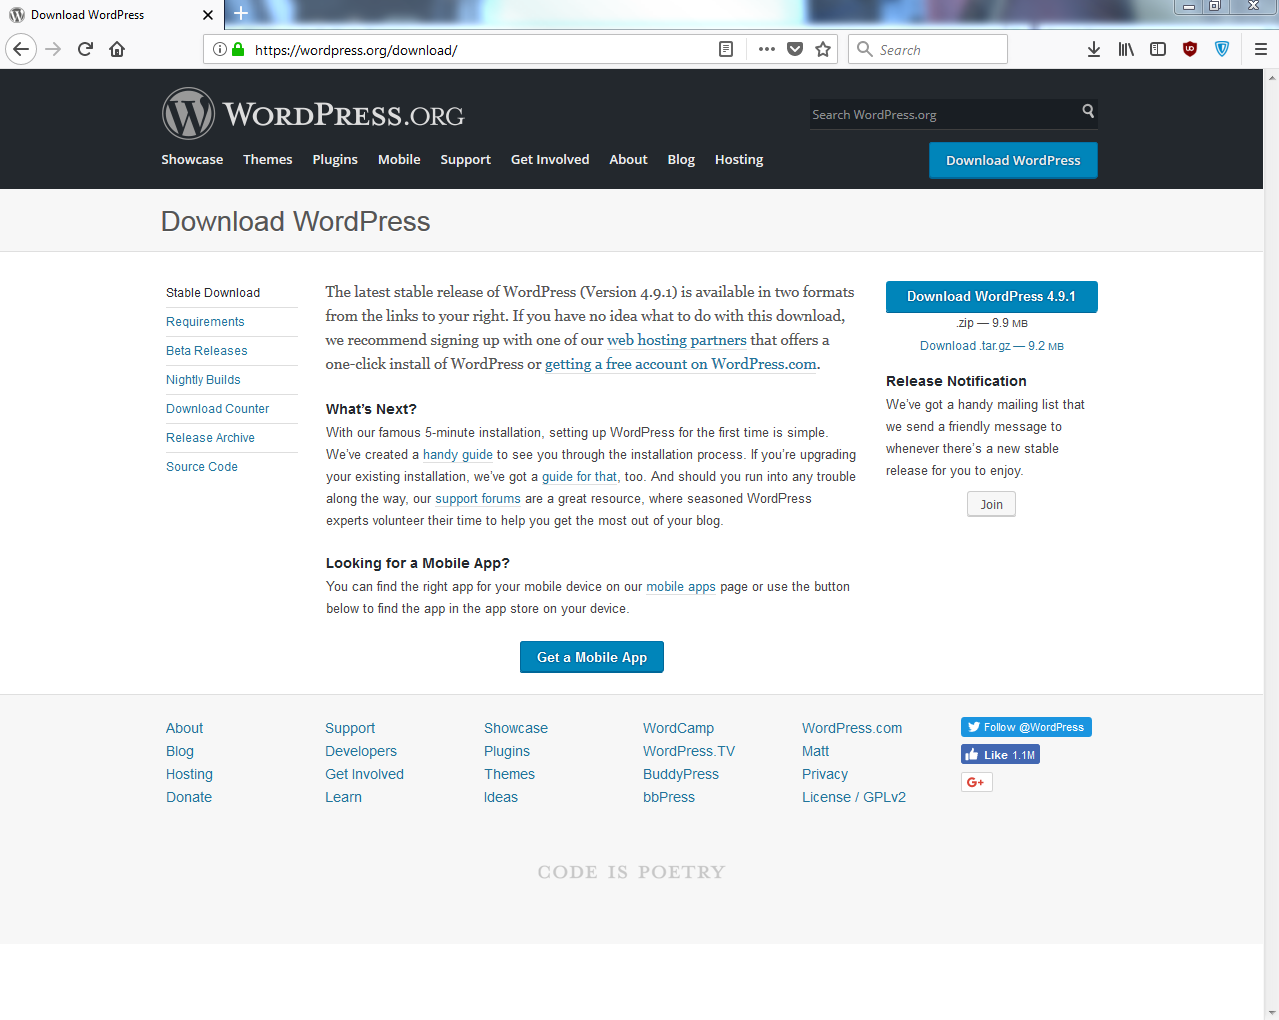 Download WordPress
https://wordpress.org/download/
Search
WORDPRESS.ORG
Search WordPress.org
Showcase Themes Plugins Mobile Support Get Involved About Blog Hosting
Download WordPress
Download WordPress
Stable Download
Requirements
Beta Releases
Nightly Builds
Download Counter
Release Archive
Source Code
The latest stable release of WordPress (Version 4.9.1) is available in two formats
from the links to your right. If you have no idea what to do with this download,
we recommend signing up with one of our web hosting partners that offers a
one-click install of WordPress or getting a free account on WordPress.com.
What's Next?
With our famous 5-minute installation, setting up WordPress for the first time is simple.
We've created a handy guide to see you through the installation process. If you're upgrading
your existing installation, we've got a guide for that, too. And should you run into any trouble
along the way, our support forums are a great resource, where seasoned WordPress
experts volunteer their time to help you get the most out of your blog.
Looking for a Mobile App?
You can find the right app for your mobile device on our mobile apps page or use the button
below to find the app in the app store on your device.
Get a Mobile App
Download WordPress 4.9.1
.zip — 9.9 MB
Download .tar.gz — 9.2 MB
Release Notification
We've got a handy mailing list that
we send a friendly message to
whenever there's a new stable
release for you to enjoy.
Join
About
Blog
Hosting
Donate
Support
Developers
Get Involved
Learn
Showcase
Plugins
Themes
Ideas
WordCamp
WordPress.TV
BuddyPress
bbPress
WordPress.com
Matt
Privacy
License / GPLv2
Follow @WordPress
Like 1.1M
G+
CODE IS POETRY